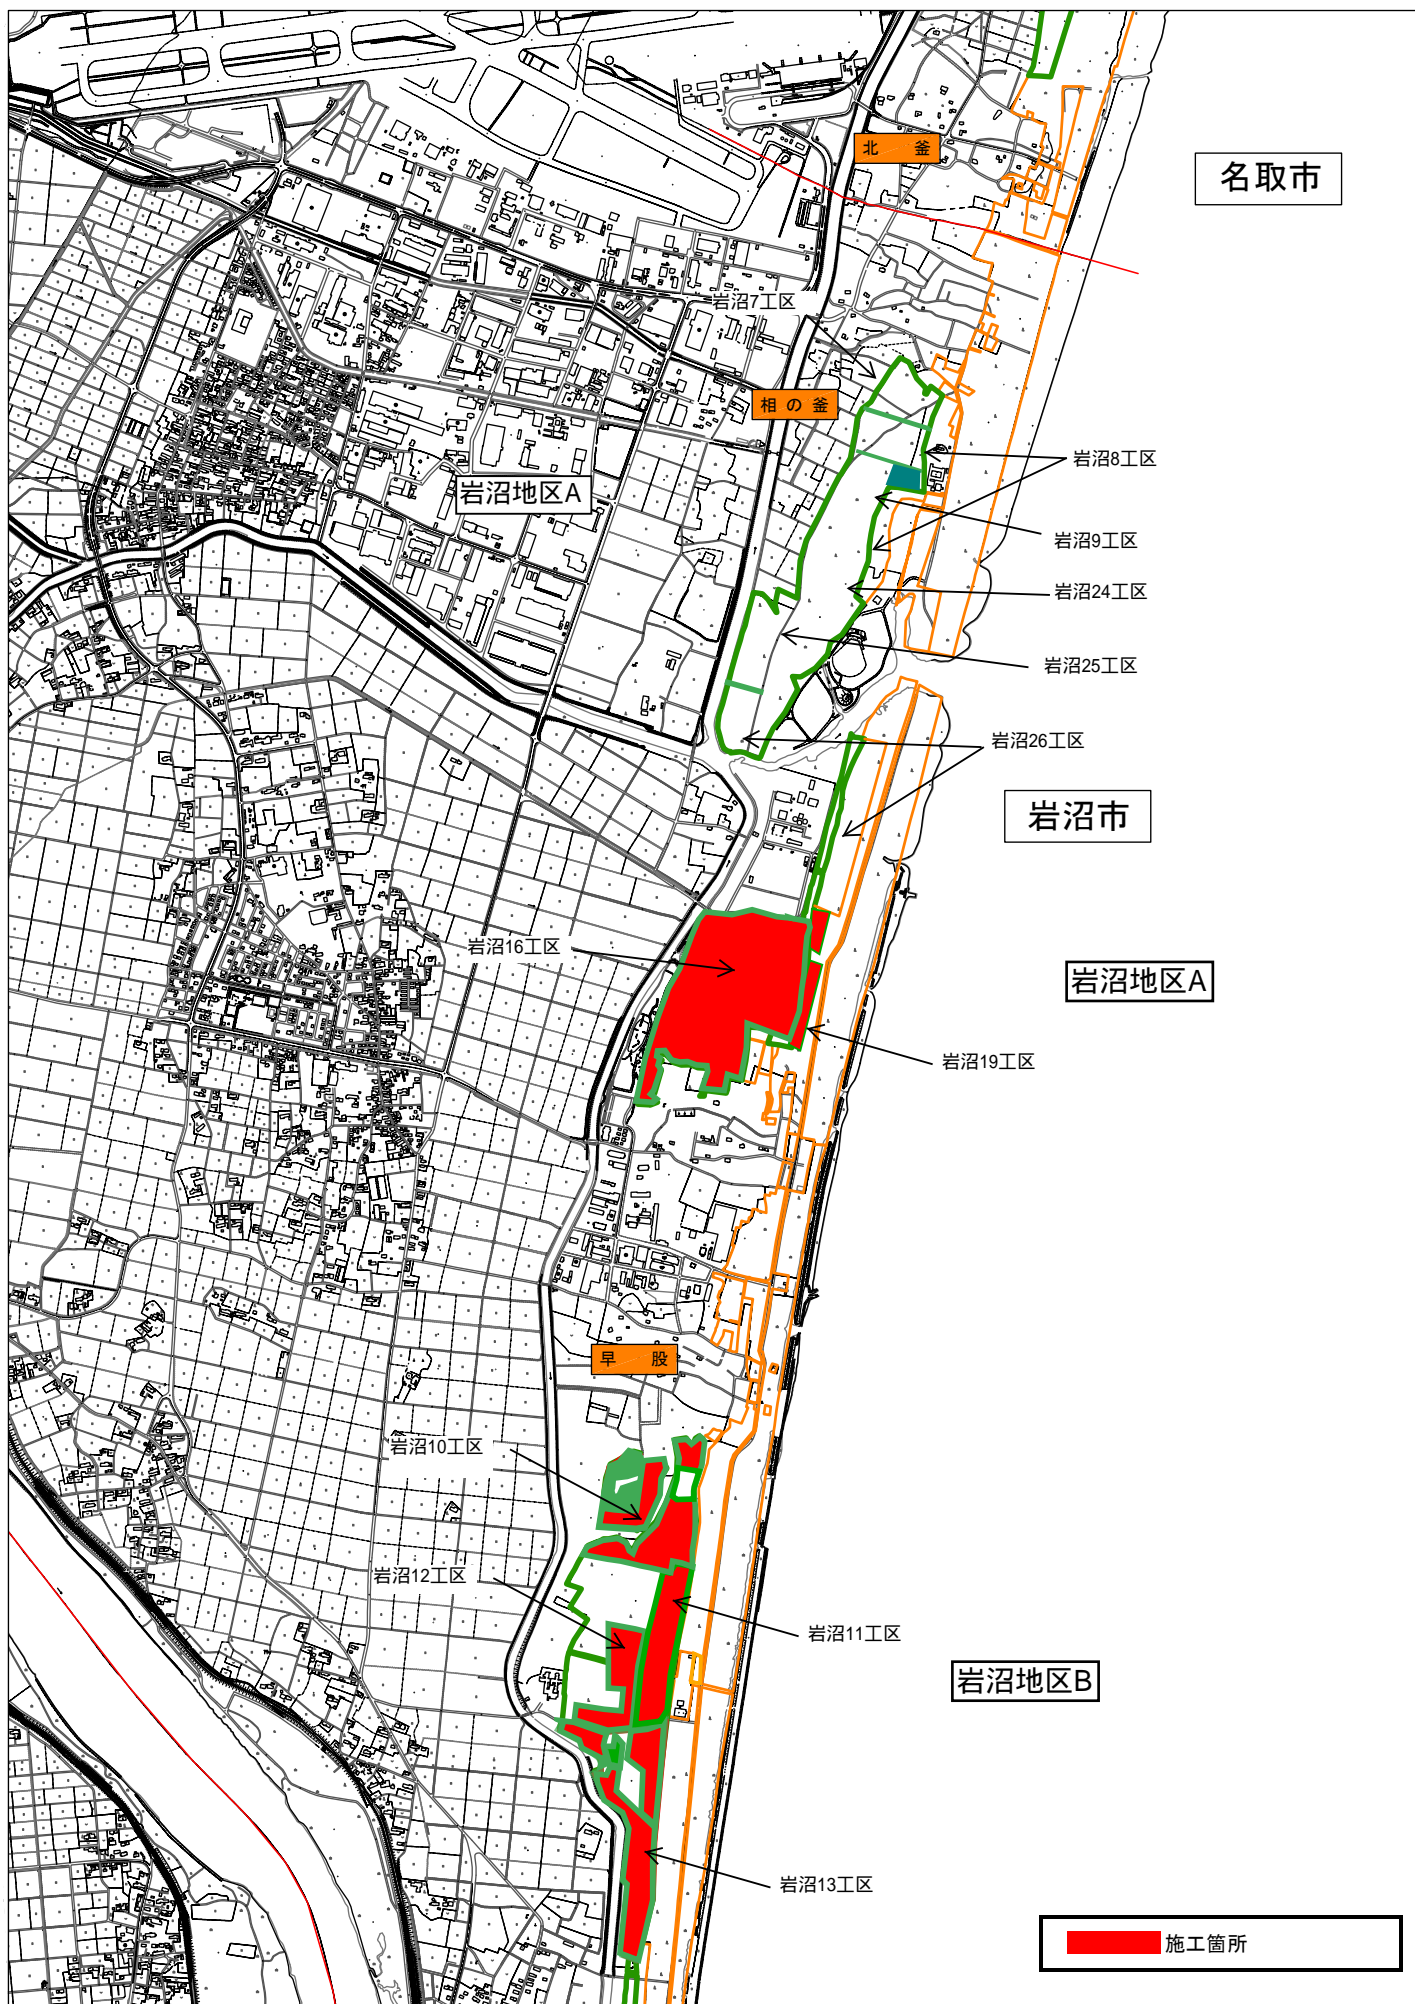 北 釜
名取市
岩沼7工区
相 の 釜
岩沼8工区
岩沼地区A
岩沼9工区
岩沼24工区
岩沼25工区
岩沼26工区
岩沼市
岩沼16工区
岩沼地区A
岩沼19工区
早 股
岩沼10工区
岩沼12工区
岩沼11工区
岩沼地区B
岩沼13工区
施工箇所